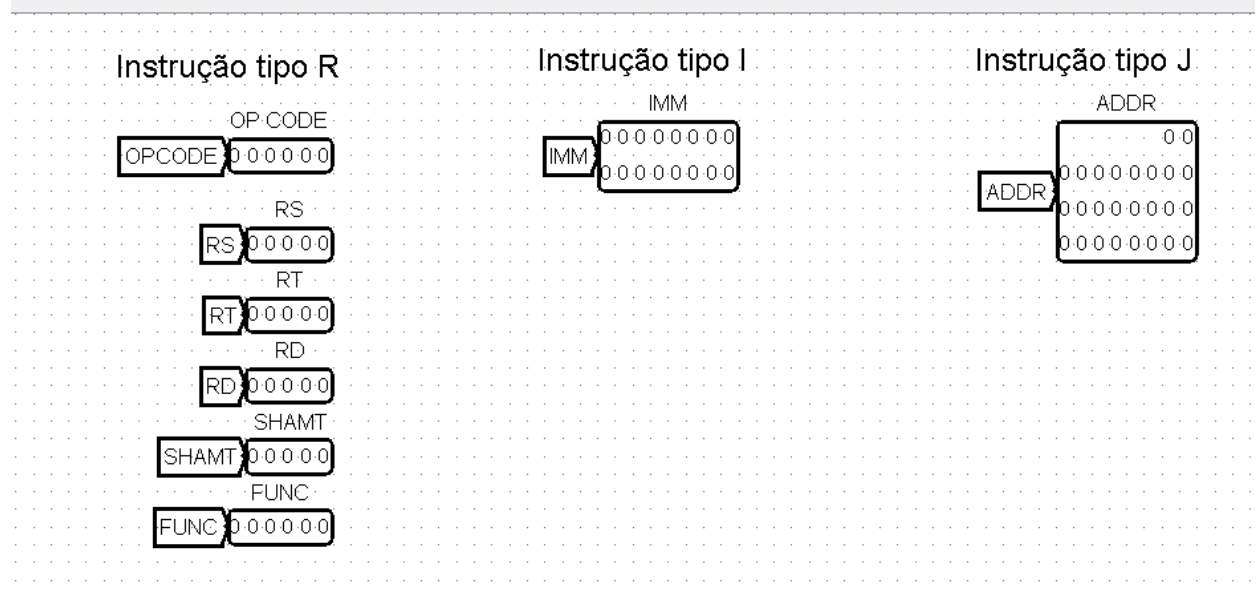 Instrução tipo R
OP CODE
OPCODE 000000
RS
RS 00000
RT
RT 00000
RD
RD 00000
SHAMT
SHAMT 00000
FUNC
FUNC 000000
Instrução tipo I
IMM
IMM
00000000
00000000
Instrução tipo J
ADDR
ADDR
00
00000000
00000000
00000000